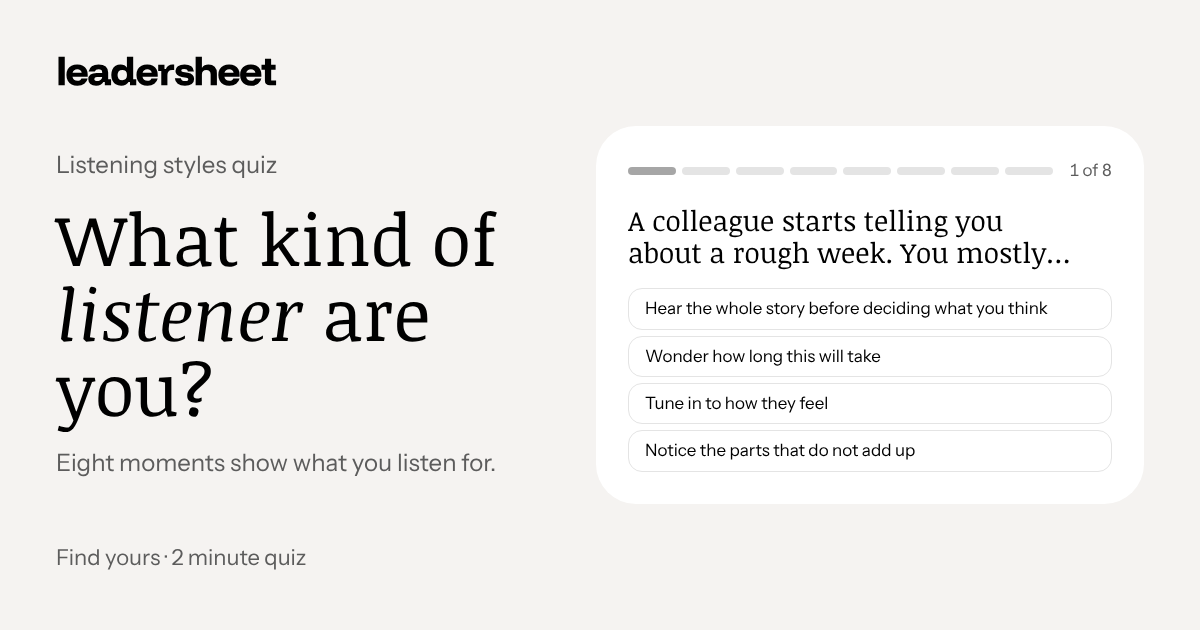 leadersheet
Listening styles quiz
What kind of
listener are
you?
Eight moments show what you listen for.
Find yours · 2 minute quiz
1 of 8
A colleague starts telling you
about a rough week. You mostly…
Hear the whole story before deciding what you think
Wonder how long this will take
Tune in to how they feel
Notice the parts that do not add up